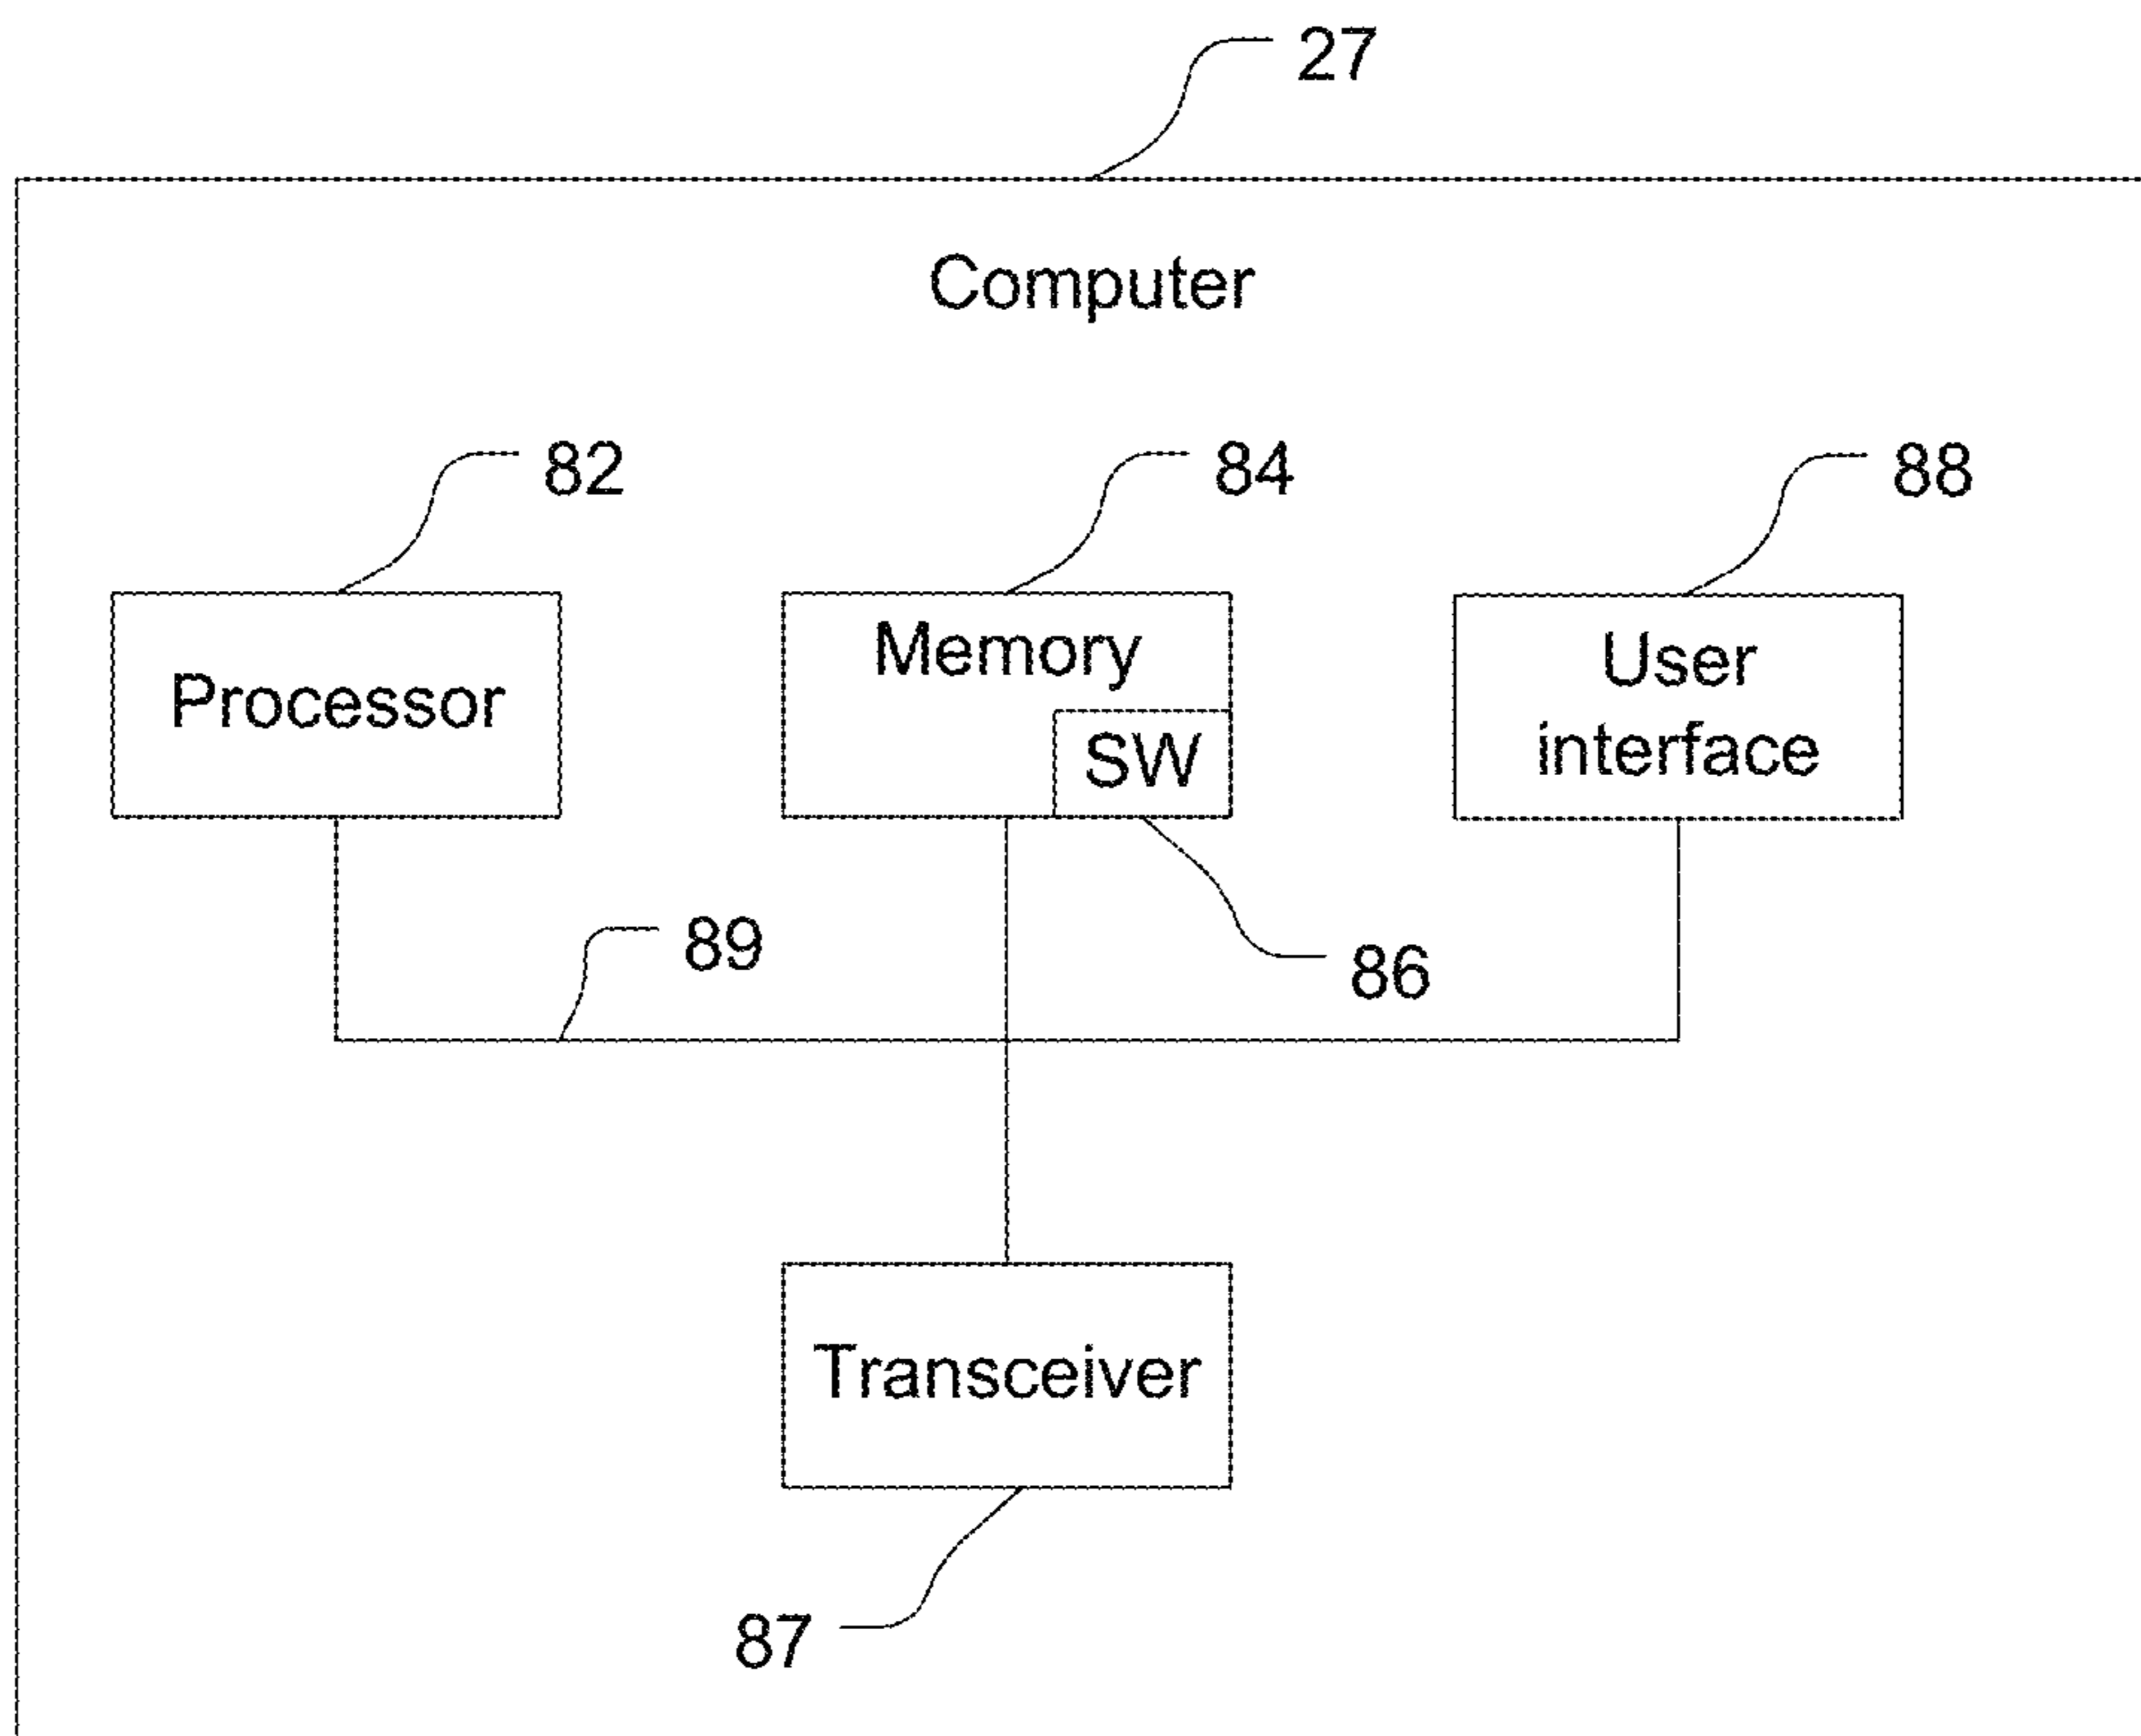 27
Computer
82
84
88
Processor
Memory
SW
User
interface
89
86
Transceiver
87